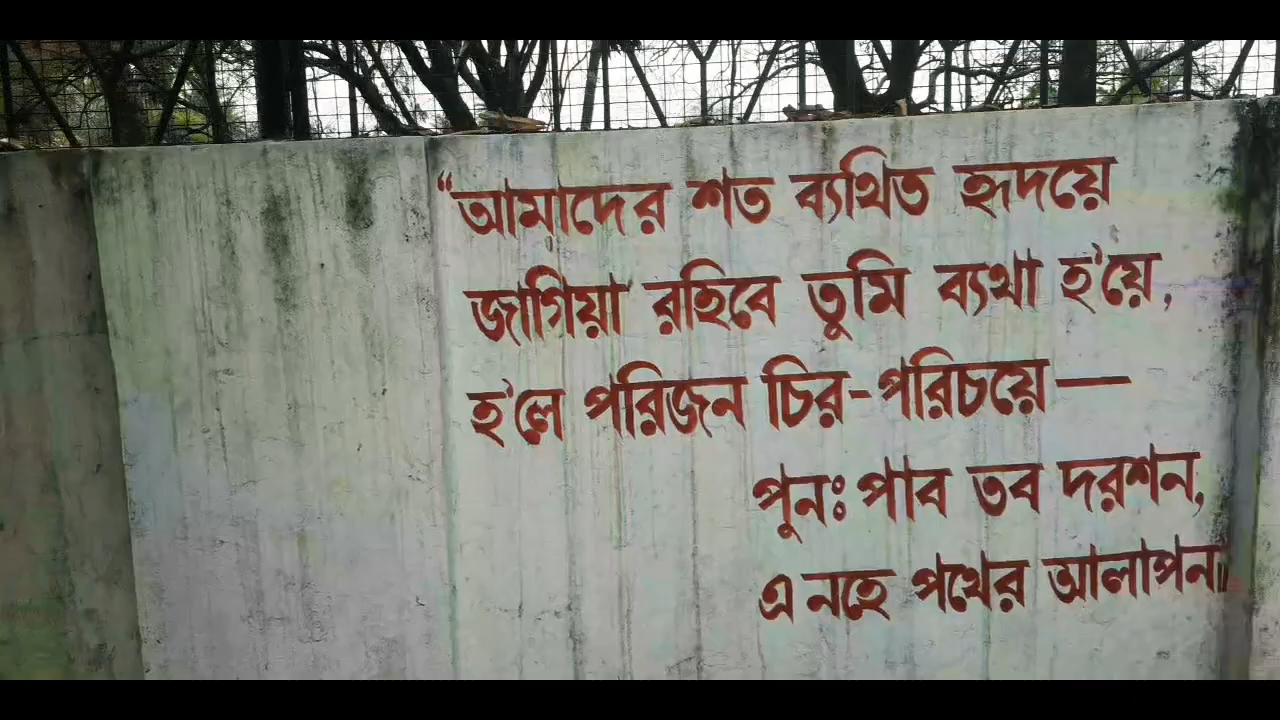 “আমাদের শত ব্যথিত হৃদয়ে
জাগিয়া রহিবে তুমি ব্যথা হ'য়ে,
হ'লে পরিজন চির-পরিচয়ে—
পুনঃ পাব তব দরশন,
এ নহে পথের আলাপন॥